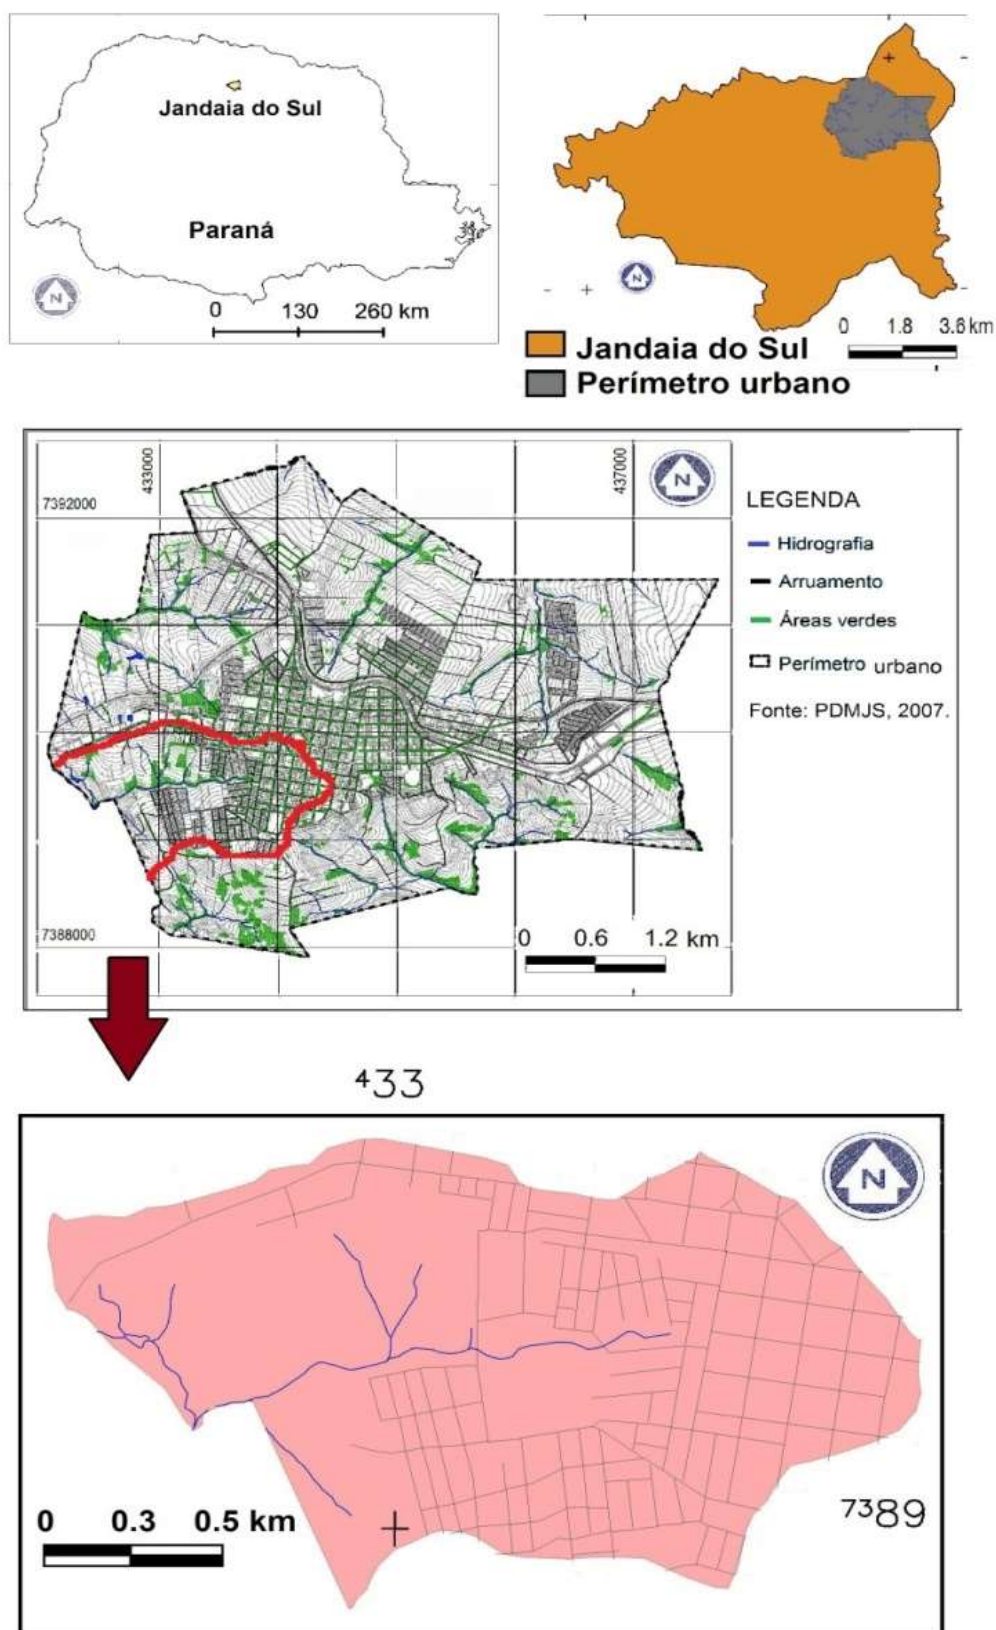 Jandaia do Sul
Paraná
N
0 130 260 km
N
0 1.8 3.6 km
Jandaia do Sul
Perímetro urbano
433000
437000
7392000
N
LEGENDA
Hidrografia
Arruamento
Áreas verdes
Perímetro urbano
Fonte: PDMJS, 2007.
7388000
0 0.6 1.2 km
433
N
7389
0 0.3 0.5 km